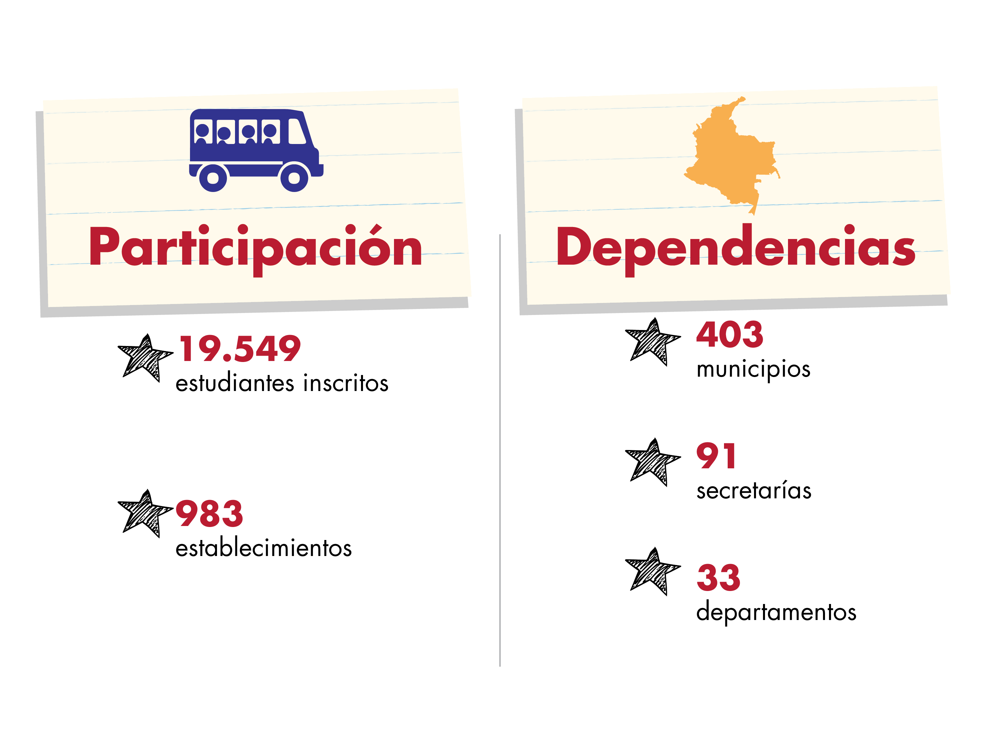 Participación
19.549
estudiantes inscritos
983
establecimientos
Dependencias
403
municipios
91
secretarías
33
departamentos